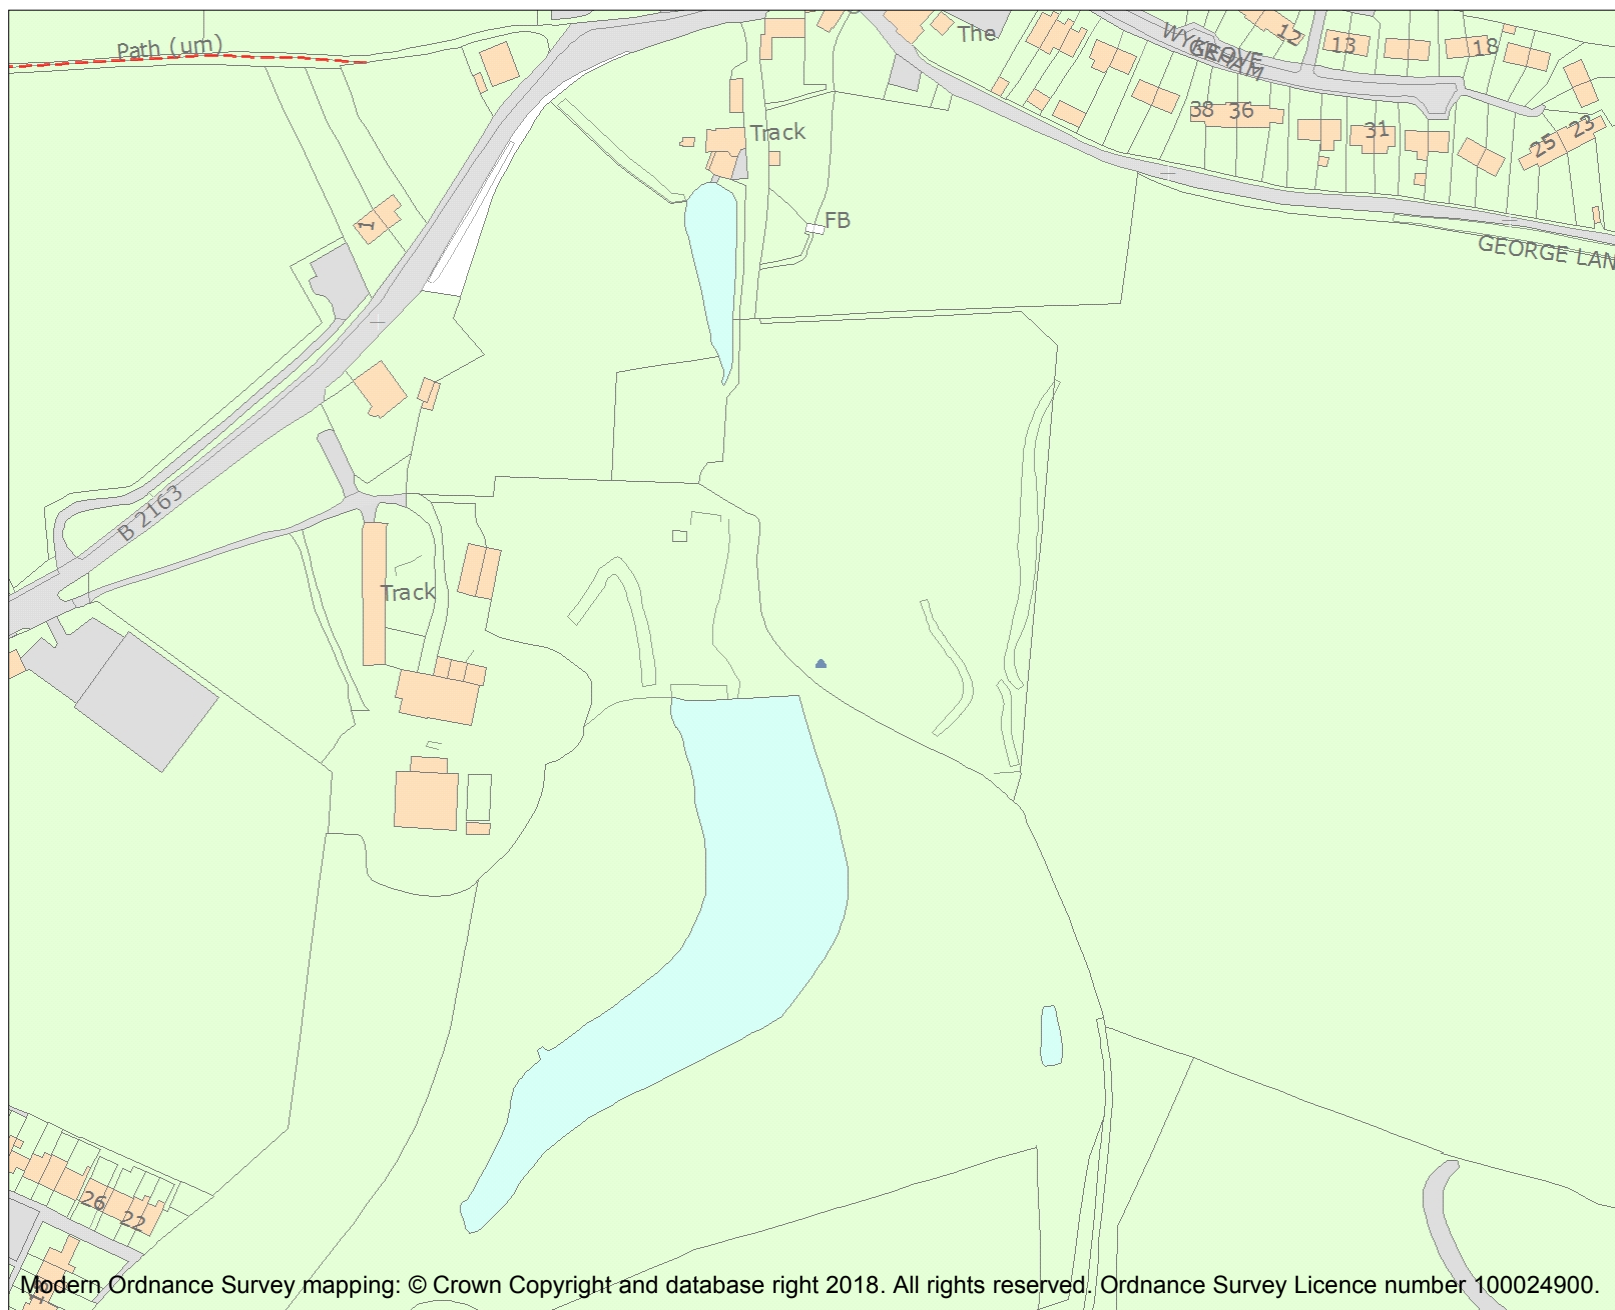 Path (um)
The
WYKEHAM
GROVE
12
13
18
38
36
31
25
23
Track
FB
GEORGE LAN
1
B 2163
Track
26
22
Modern Ordnance Survey mapping: © Crown Copyright and database right 2018. All rights reserved. Ordnance Survey Licence number 100024900.